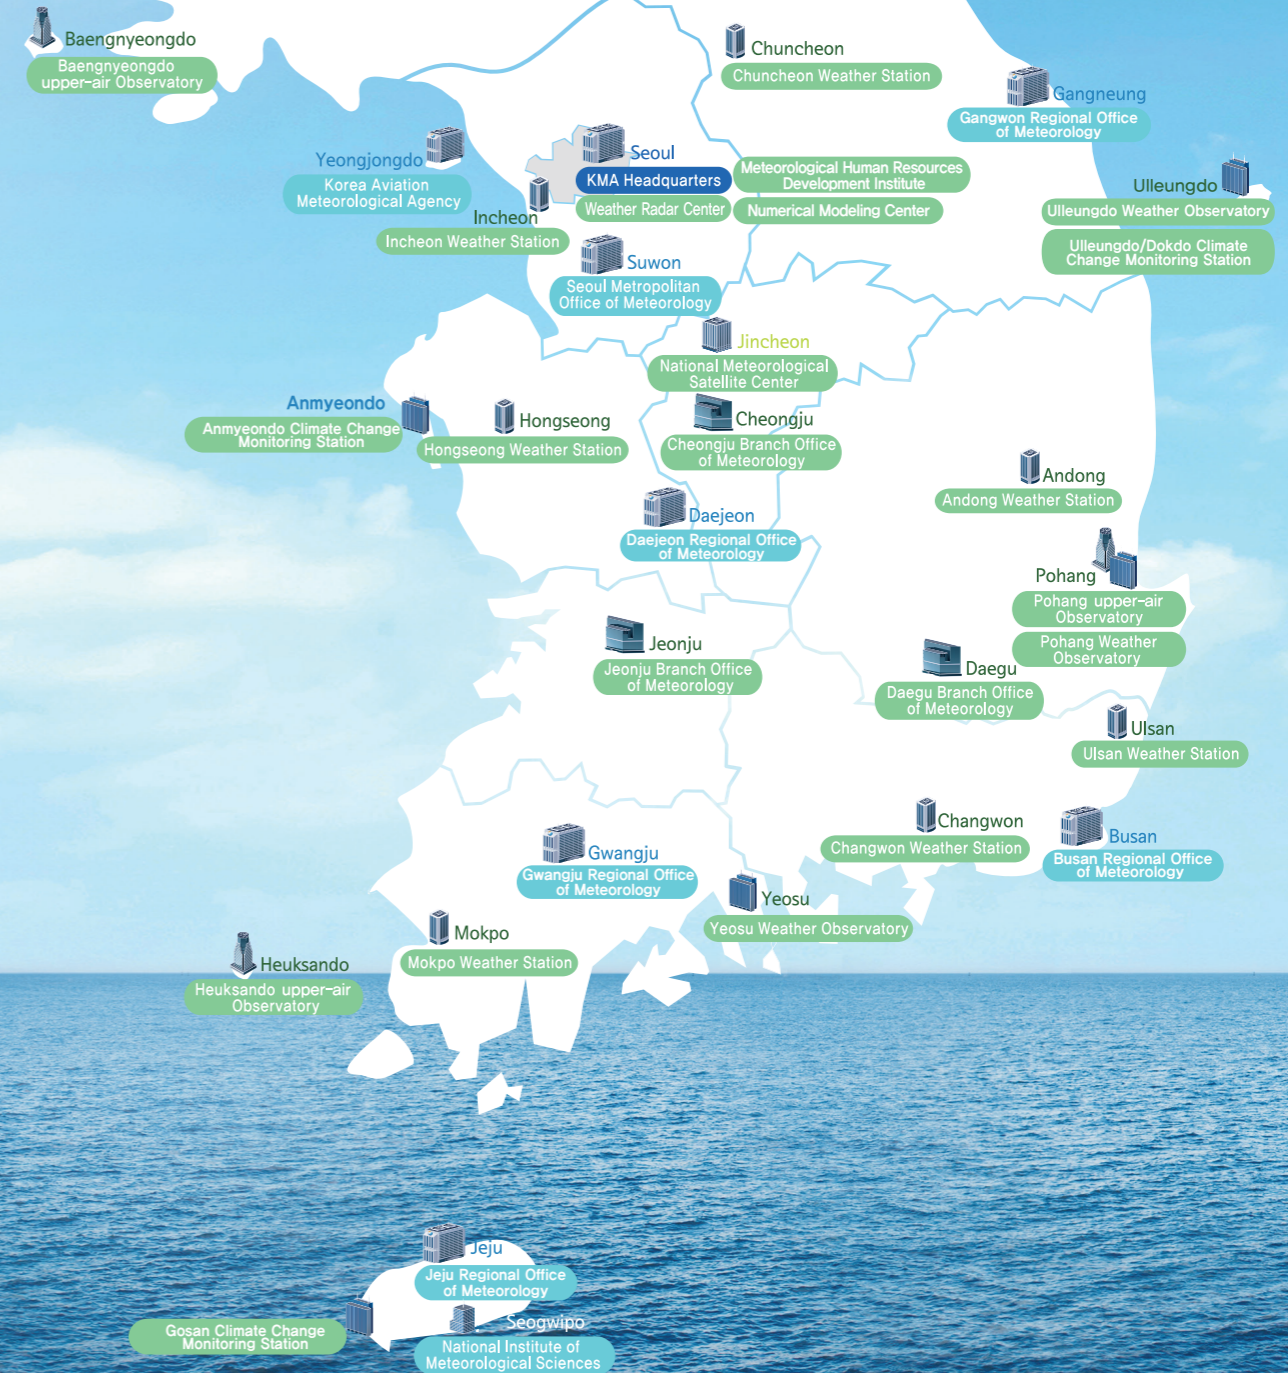 Baengnyeongdo
Baengnyeongdo
upper-air Observatory
Chuncheon
Chuncheon Weather Station
Gangneung
Gangwon Regional Office
of Meteorology
Yeongjongdo
Korea Aviation
Meteorological Agency
Seoul
KMA Headquarters
Weather Radar Center
Meteorological Human Resources
Development Institute
Numerical Modeling Center
Ulleungdo
Ulleungdo Weather Observatory
Ulleungdo/Dokdo Climate
Change Monitoring Station
Incheon
Incheon Weather Station
Suwon
Seoul Metropolitan
Office of Meteorology
Jincheon
National Meteorological
Satellite Center
Anmyeondo
Anmyeondo Climate Change
Monitoring Station
Hongseong
Hongseong Weather Station
Cheongju
Cheongju Branch Office
of Meteorology
Andong
Andong Weather Station
Daejeon
Daejeon Regional Office
of Meteorology
Pohang
Pohang upper-air
Observatory
Pohang Weather
Observatory
Jeonju
Jeonju Branch Office
of Meteorology
Daegu
Daegu Branch Office
of Meteorology
Ulsan
Ulsan Weather Station
Changwon
Changwon Weather Station
Busan
Busan Regional Office
of Meteorology
Gwangju
Gwangju Regional Office
of Meteorology
Yeosu
Yeosu Weather Observatory
Mokpo
Mokpo Weather Station
Heuksando
Heuksando upper-air
Observatory
Jeju
Jeju Regional Office
of Meteorology
Gosan Climate Change
Monitoring Station
Seogwipo
National Institute of
Meteorological Sciences